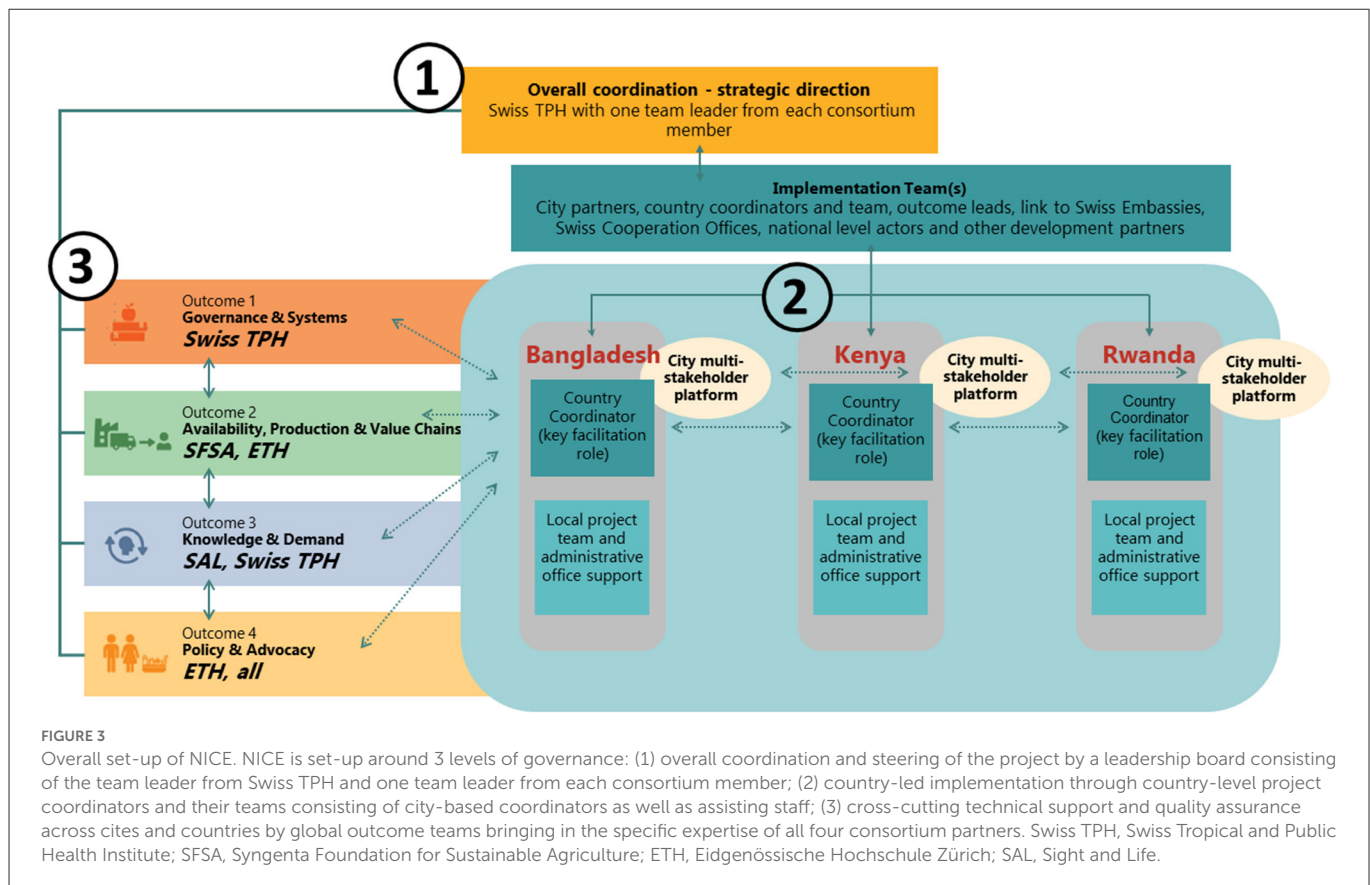 1
Overall coordination - strategic direction
Swiss TPH with one team leader from each consortium
member
Implementation Team(s)
City partners, country coordinators and team, outcome leads, link to Swiss Embassies,
Swiss Cooperation Offices, national level actors and other development partners
3
Outcome 1
Governance & Systems
Swiss TPH
Outcome 2
Availability, Production & Value Chains
SFSA, ETH
Outcome 3
Knowledge & Demand
SAL, Swiss TPH
Outcome 4
Policy & Advocacy
ETH, all
2
Bangladesh
City multi-
stakeholder
platform
Country
Coordinator
(key facilitation
role)
Local project
team and
administrative
office support
Kenya
City multi-
stakeholder
platform
Country
Coordinator
(key facilitation
role)
Local project
team and
administrative
office support
Rwanda
City multi-
stakeholder
platform
Country
Coordinator
(key facilitation
role)
Local project
team and
administrative
office support
FIGURE 3
Overall set-up of NICE. NICE is set-up around 3 levels of governance: (1) overall coordination and steering of the project by a leadership board consisting
of the team leader from Swiss TPH and one team leader from each consortium member; (2) country-led implementation through country-level project
coordinators and their teams consisting of city-based coordinators as well as assisting staff; (3) cross-cutting technical support and quality assurance
across cites and countries by global outcome teams bringing in the specific expertise of all four consortium partners. Swiss TPH, Swiss Tropical and Public
Health Institute; SFSA, Syngenta Foundation for Sustainable Agriculture; ETH, Eidgenössische Hochschule Zürich; SAL, Sight and Life.